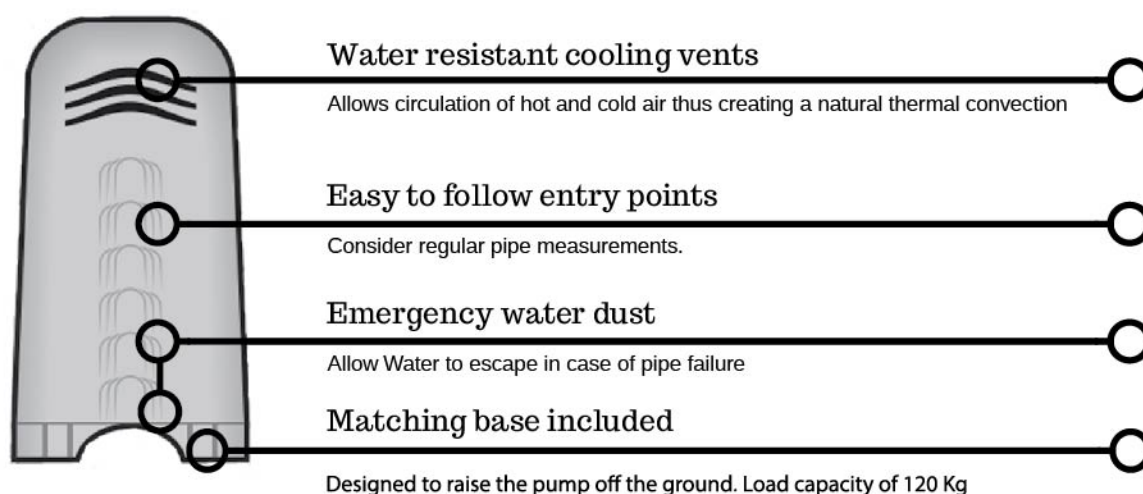 Water resistant cooling vents
Allows circulation of hot and cold air thus creating a natural thermal convection
Easy to follow entry points
Consider regular pipe measurements.
Emergency water dust
Allow Water to escape in case of pipe failure
Matching base included
Designed to raise the pump off the ground. Load capacity of 120 Kg